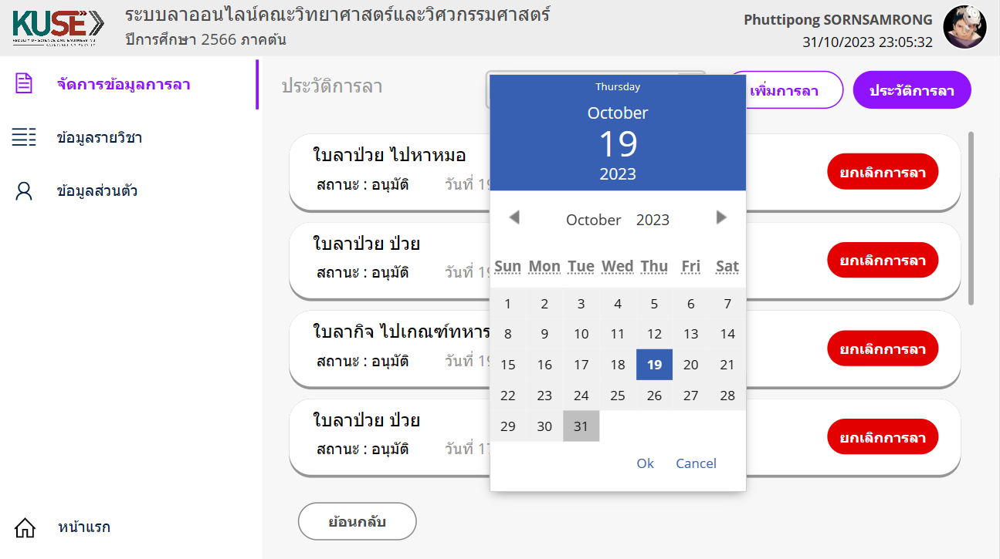 KUSE
FACULTY OF SCIENCE AND ENGINEERING
KASETSART UNIVERSITY
ระบบลาออนไลน์คณะวิทยาศาสตร์และวิศวกรรมศาสตร์
ปีการศึกษา 2566 ภาคต้น
Phuttipong SORNSAMRONG
31/10/2023 23:05:32
จัดการข้อมูลการลา
ข้อมูลรายวิชา
ข้อมูลส่วนตัว
หน้าแรก
ประวัติการลา
เพิ่มการลา
ประวัติการลา
ใบลาป่วย ไปหาหมอ
สถานะ : อนุมัติ วันที่ 19
ยกเลิกการลา
ใบลาป่วย ป่วย
สถานะ : อนุมัติ วันที่ 19
ยกเลิกการลา
ใบลากิจ ไปเกณฑ์ทหาร
สถานะ : อนุมัติ วันที่ 19
ยกเลิกการลา
ใบลาป่วย ป่วย
สถานะ : อนุมัติ วันที่ 17
ยกเลิกการลา
ย้อนกลับ
Thursday
October
19
2023
October 2023
Sun Mon Tue Wed Thu Fri Sat
1 2 3 4 5 6 7
8 9 10 11 12 13 14
15 16 17 18 19 20 21
22 23 24 25 26 27 28
29 30 31
Ok Cancel